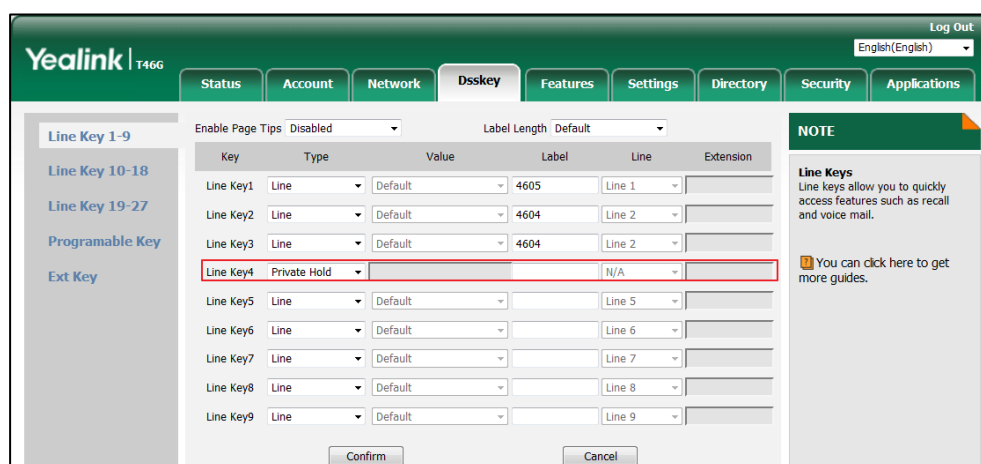 Log Out
Yealink T46G
English(English)
Status Account Network Dsskey Features Settings Directory Security Applications
Line Key 1-9
Line Key 10-18
Line Key 19-27
Programable Key
Ext Key
Enable Page Tips Disabled Label Length Default
Key Type Value Label Line Extension
Line Key1 Line Default 4605 Line 1
Line Key2 Line Default 4604 Line 2
Line Key3 Line Default 4604 Line 2
Line Key4 Private Hold N/A
Line Key5 Line Default Line 5
Line Key6 Line Default Line 6
Line Key7 Line Default Line 7
Line Key8 Line Default Line 8
Line Key9 Line Default Line 9
Confirm Cancel
NOTE
Line Keys
Line keys allow you to quickly
access features such as recall
and voice mail.
You can click here to get
more guides.